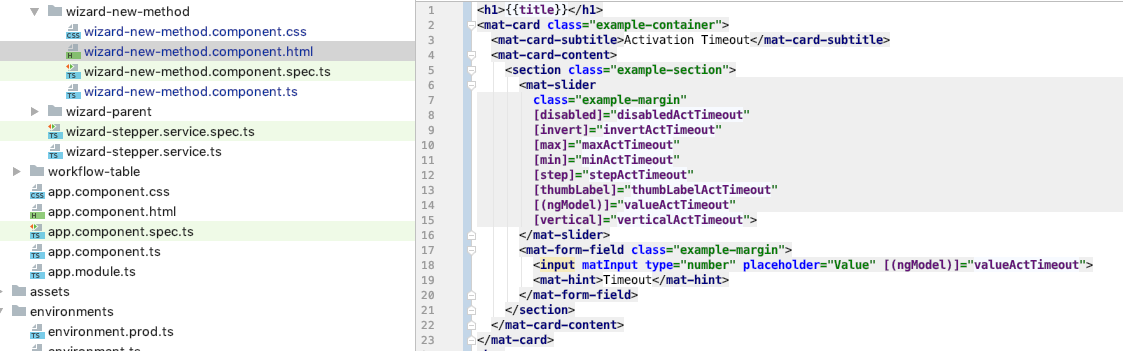 wizard-new-method
wizard-new-method.component.css
wizard-new-method.component.html
wizard-new-method.component.spec.ts
wizard-new-method.component.ts
wizard-parent
wizard-stepper.service.spec.ts
wizard-stepper.service.ts
workflow-table
app.component.css
app.component.html
app.component.spec.ts
app.component.ts
app.module.ts
assets
environments
environment.prod.ts
environment.ts
1 <h1>{{title}}</h1>
2 <mat-card class="example-container">
3 <mat-card-subtitle>Activation Timeout</mat-card-subtitle>
4 <mat-card-content>
5 <section class="example-section">
6 <mat-slider
7 class="example-margin"
8 [disabled]="disabledActTimeout"
9 [invert]="invertActTimeout"
10 [max]="maxActTimeout"
11 [min]="minActTimeout"
12 [step]="stepActTimeout"
13 [thumbLabel]="thumbLabelActTimeout"
14 [(ngModel)]="valueActTimeout"
15 [vertical]="verticalActTimeout">
16 </mat-slider>
17 <mat-form-field class="example-margin">
18 <input matInput type="number" placeholder="Value" [(ngModel)]="valueActTimeout">
19 <mat-hint>Timeout</mat-hint>
20 </mat-form-field>
21 </section>
22 </mat-card-content>
23 </mat-card>